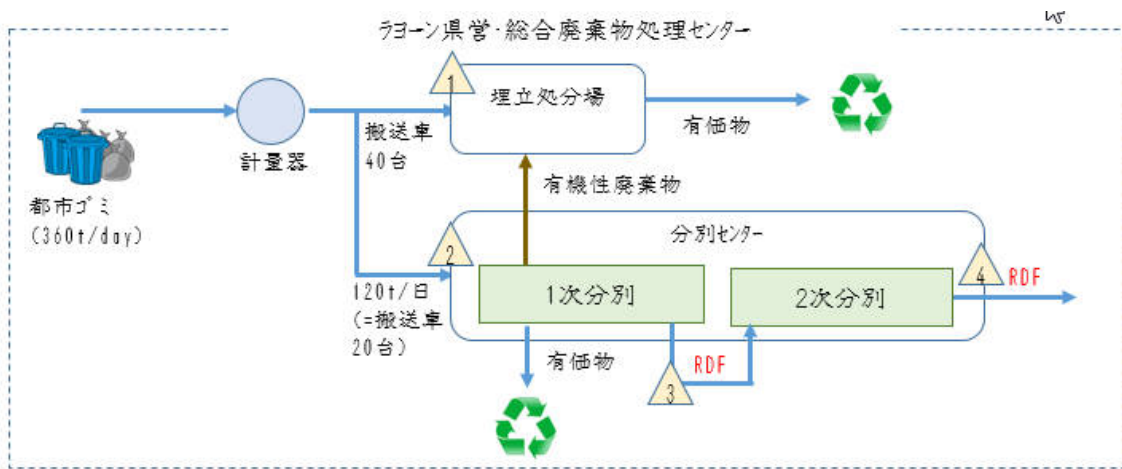 ラヨーン県営・総合廃棄物処理センター
1
埋立処分場
有価物
搬送車
40台
計量器
有機性廃棄物
都市ゴミ
(360t/day)
2
分別センター
4
RDF
1次分別
2次分別
120t/日
(=搬送車
20台)
有価物
RDF
3